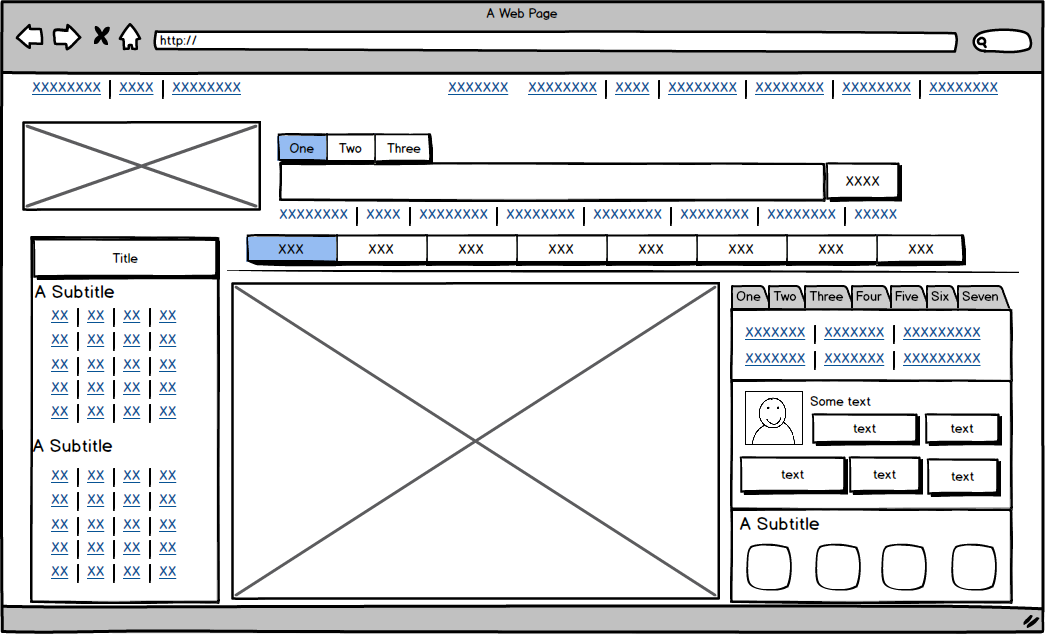 A Web Page
http://
XXXXXXXX | XXXX | XXXXXXXX XXXXXXX XXXXXXXX | XXXX | XXXXXXXX | XXXXXXXX | XXXXXXXX | XXXXXXXX
One Two Three
XXXX
XXXXXXXX | XXXX | XXXXXXXX | XXXXXXXX | XXXXXXXX | XXXXXXXX | XXXXXXXX | XXXXX
XXX XXX XXX XXX XXX XXX XXX XXX
Title
A Subtitle
XX | XX | XX | XX
XX | XX | XX | XX
XX | XX | XX | XX
XX | XX | XX | XX
XX | XX | XX | XX
A Subtitle
XX | XX | XX | XX
XX | XX | XX | XX
XX | XX | XX | XX
XX | XX | XX | XX
XX | XX | XX | XX
One Two Three Four Five Six Seven
XXXXXXX | XXXXXXX | XXXXXXXXX
XXXXXXX | XXXXXXX | XXXXXXXXX
Some text
text text
text text text
A Subtitle